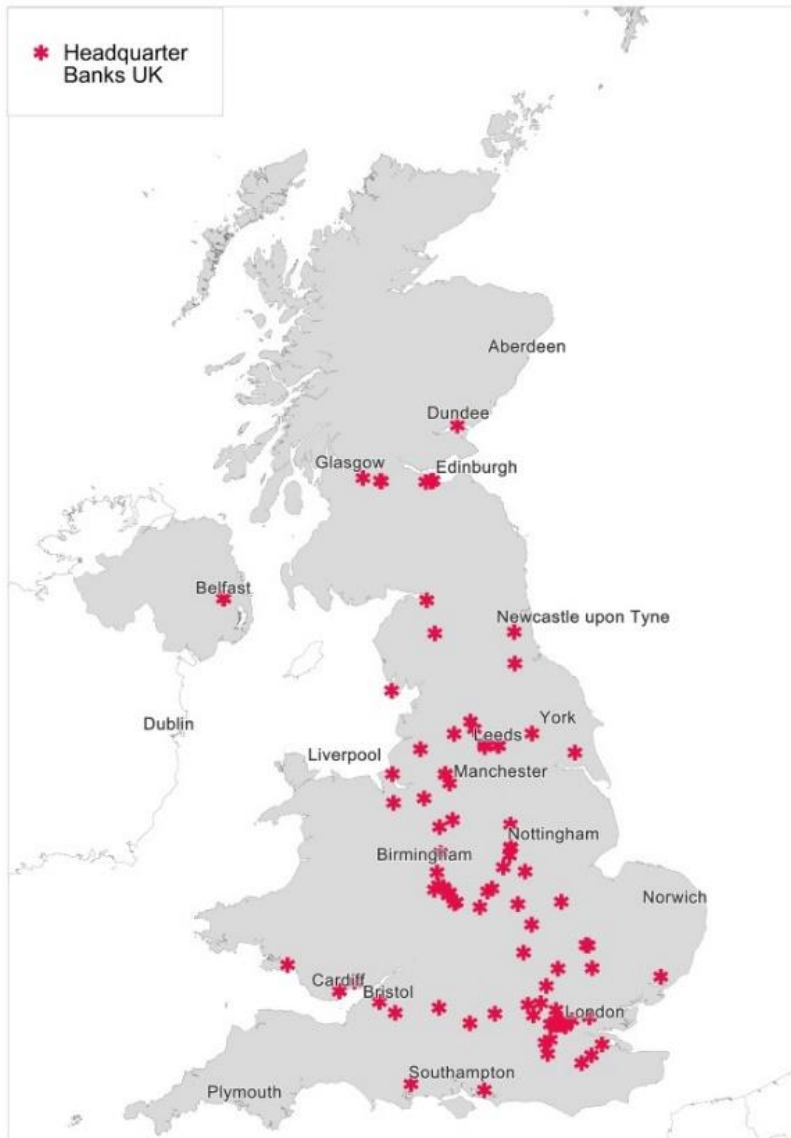 Headquarter
Banks UK
Aberdeen
Dundee
Glasgow
Edinburgh
Belfast
Newcastle upon Tyne
Dublin
York
Leeds
Liverpool
Manchester
Nottingham
Birmingham
Norwich
Cardiff
Bristol
London
Southampton
Plymouth